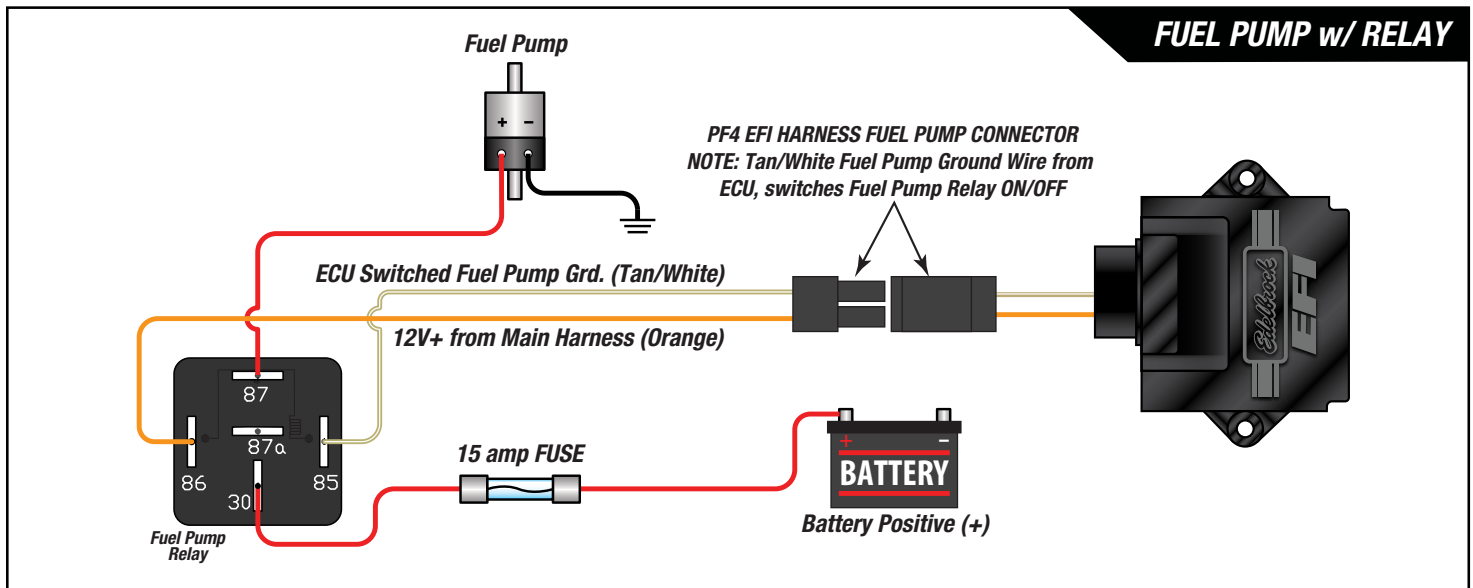 FUEL PUMP w/ RELAY
Fuel Pump
+ −
PF4 EFI HARNESS FUEL PUMP CONNECTOR
NOTE: Tan/White Fuel Pump Ground Wire from
ECU, switches Fuel Pump Relay ON/OFF
Edelbrock
EFI
ECU Switched Fuel Pump Grd. (Tan/White)
12V+ from Main Harness (Orange)
87
87a
86
85
30
Fuel Pump
Relay
15 amp FUSE
+ −
BATTERY
Battery Positive (+)